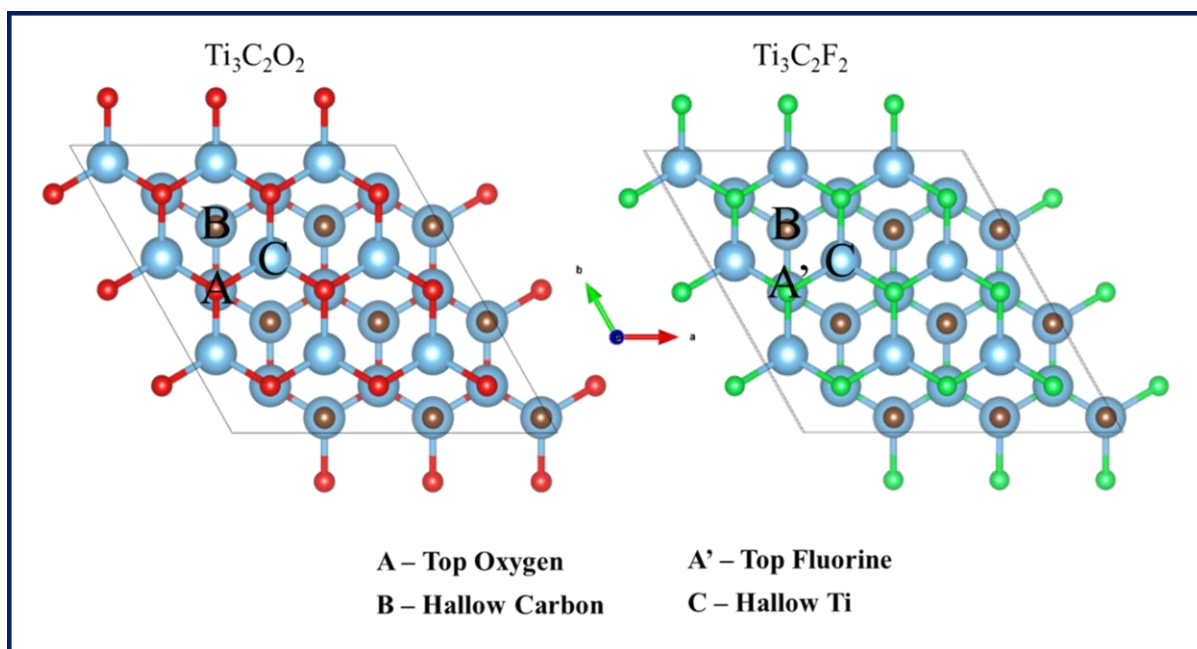 Ti₃C₂O₂ Ti₃C₂F₂
B B
C C
A A’
b
a
A – Top Oxygen A’ – Top Fluorine
B – Hallow Carbon C – Hallow Ti